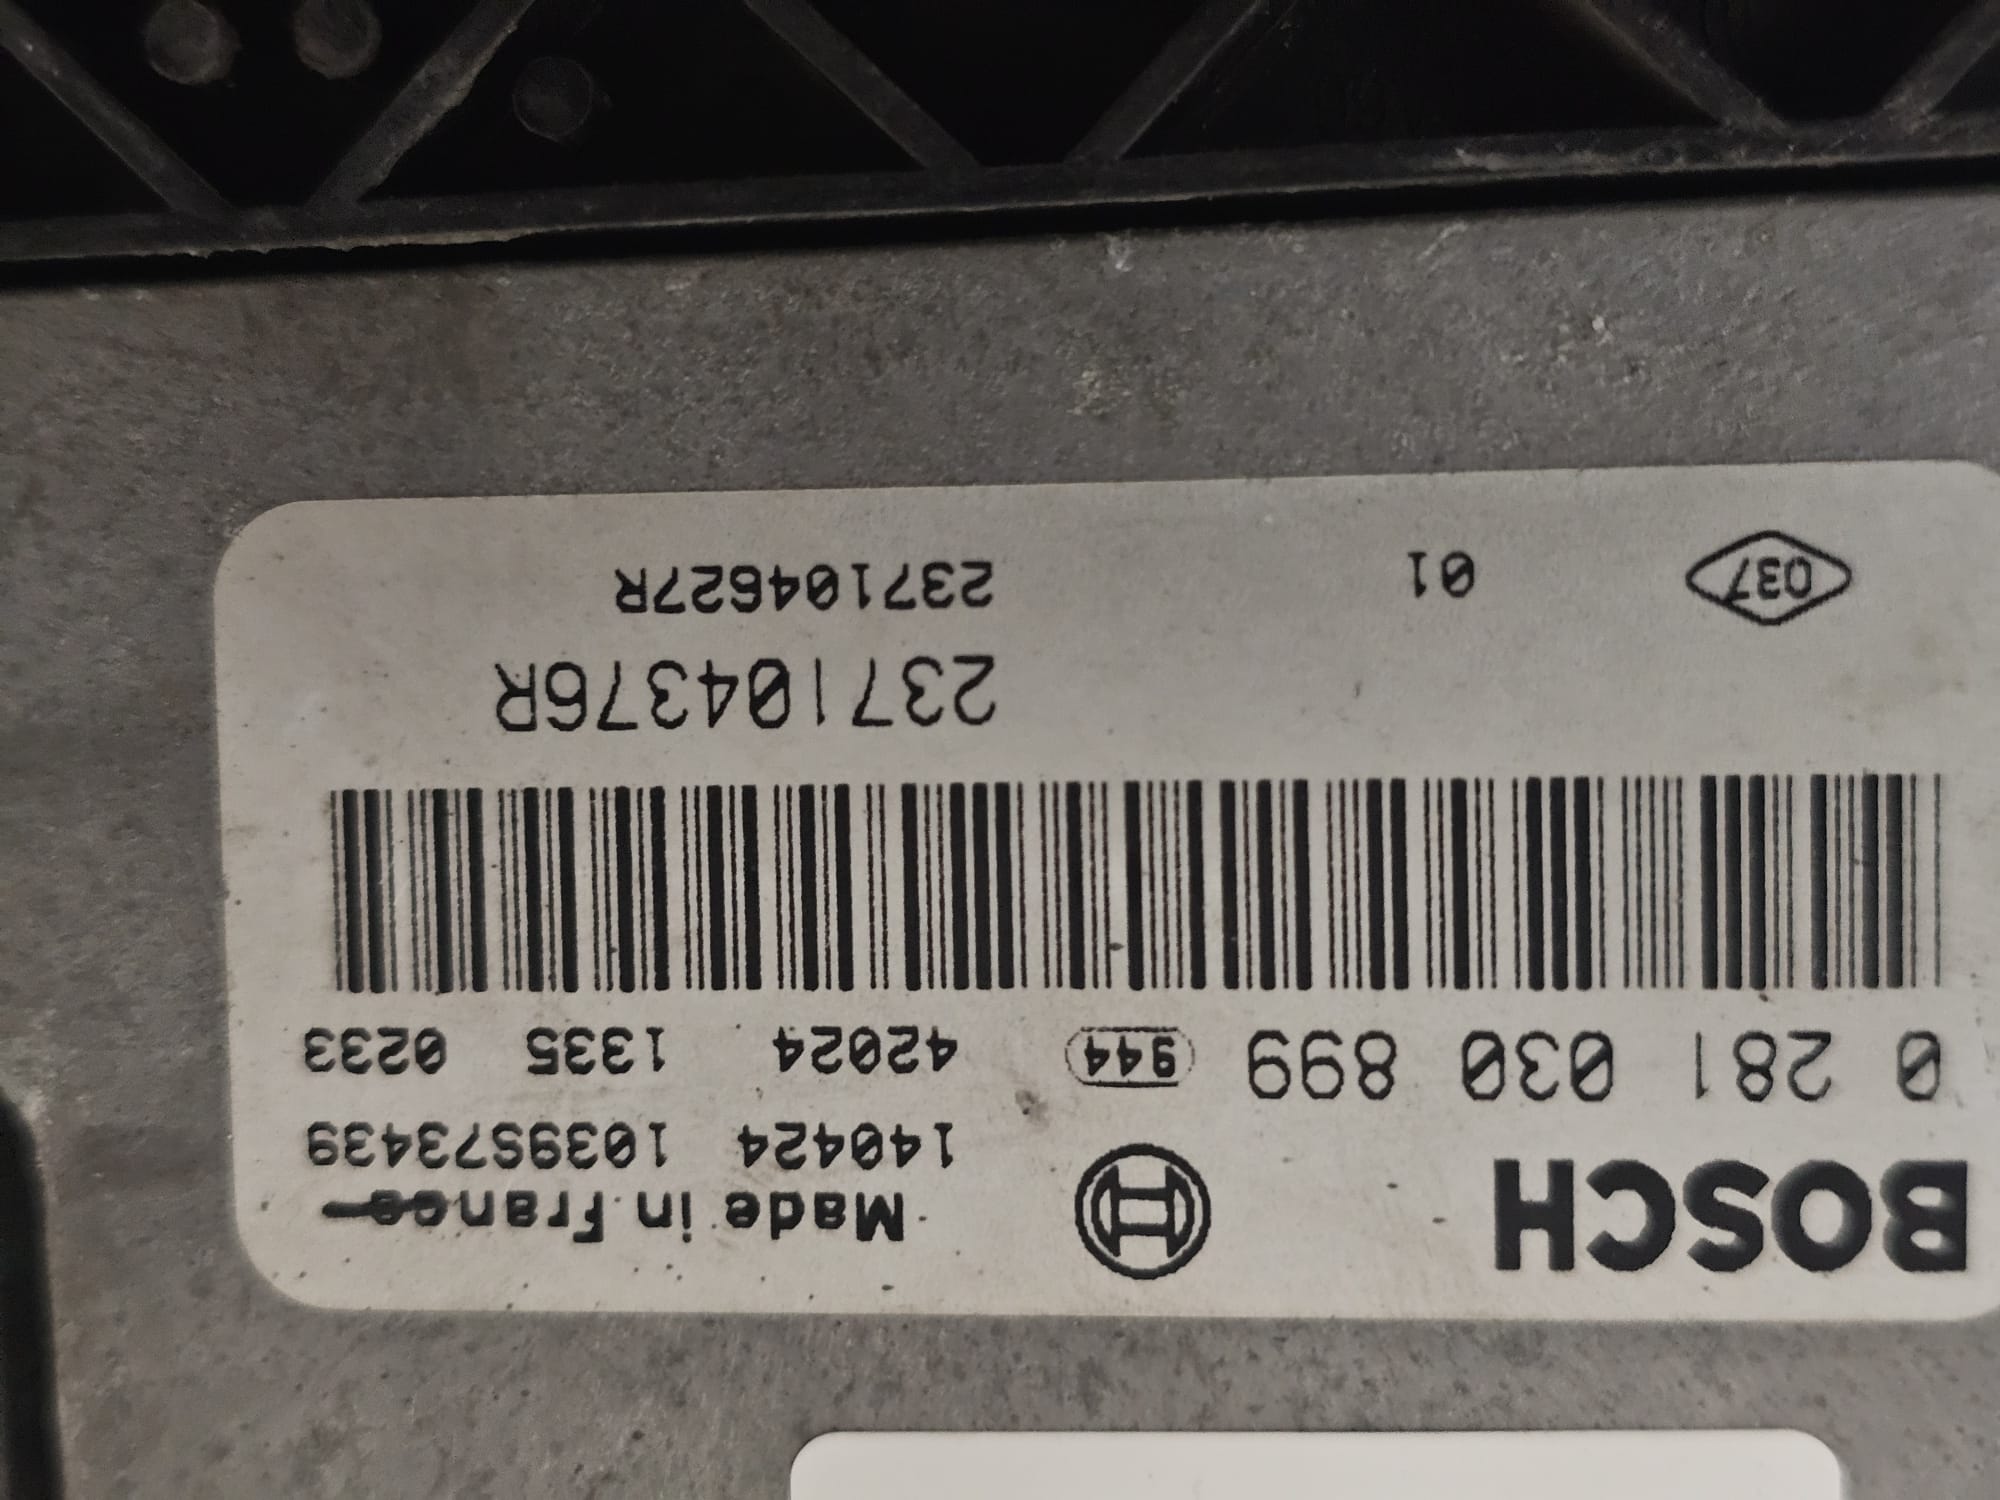 BOSCH
Made in France
140424 1039S73439
0 281 030 899 944 42024 1335 0233
237104376R
037 01 237104627R